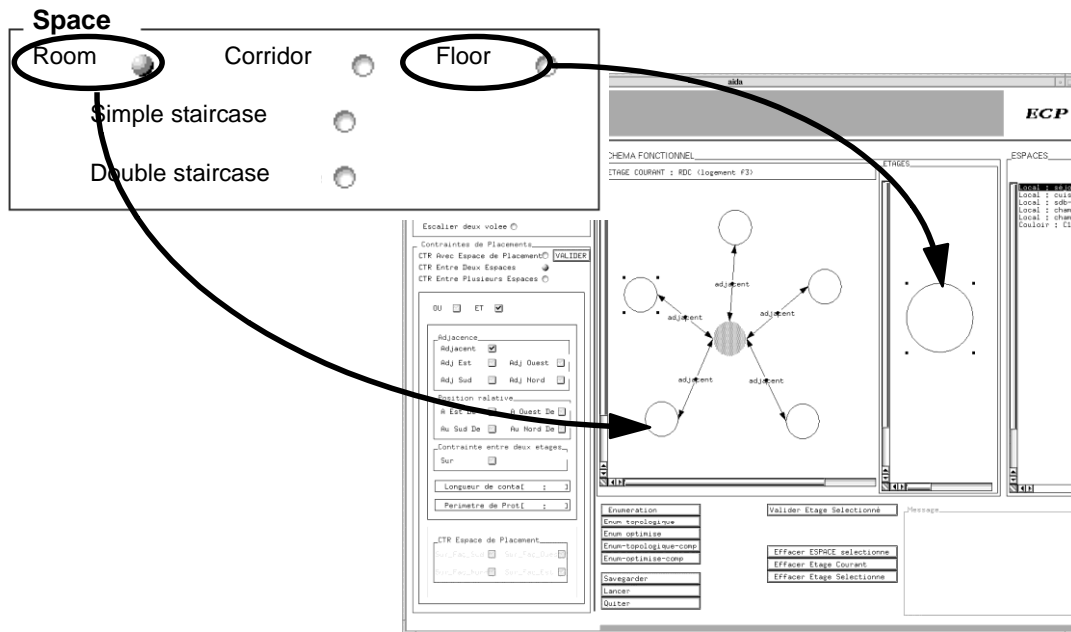 Space
Room Corridor Floor
Simple staircase
Double staircase
aida
ECP
CHEMA FONCTIONNEL
ETAGE COURANT : RDC (logement f3)
ETAGES
ESPACES
Local : sejo
Local : cuis
Local : sdb-
Local : cham
Local : cham
Couloir : C1
adjacent
adjacent
adjacent
adjacent
adjacent
Escalier deux volee
Contraintes de Placements
CTR Avec Espace de Placement VALIDER
CTR Entre Deux Espaces
CTR Entre Plusieurs Espaces
OU ET
Adjacence
Adjacent
Adj Est Adj Ouest
Adj Sud Adj Nord
Position relative
A Est De A Ouest De
Au Sud De Au Nord De
Contrainte entre deux etages
Sur
Longueur de conta[ : ]
Perimetre de Prot[ : ]
CTR Espace de Placement
Enumeration
Enum topologique
Enum optimise
Enum-topologique-comp
Enum-optimise-comp
Savegarder
Lancer
Quiter
Valider Etage Selectionné
Effacer ESPACE selectionne
Effacer Etage Courant
Effacer Etage Selectionne
Message